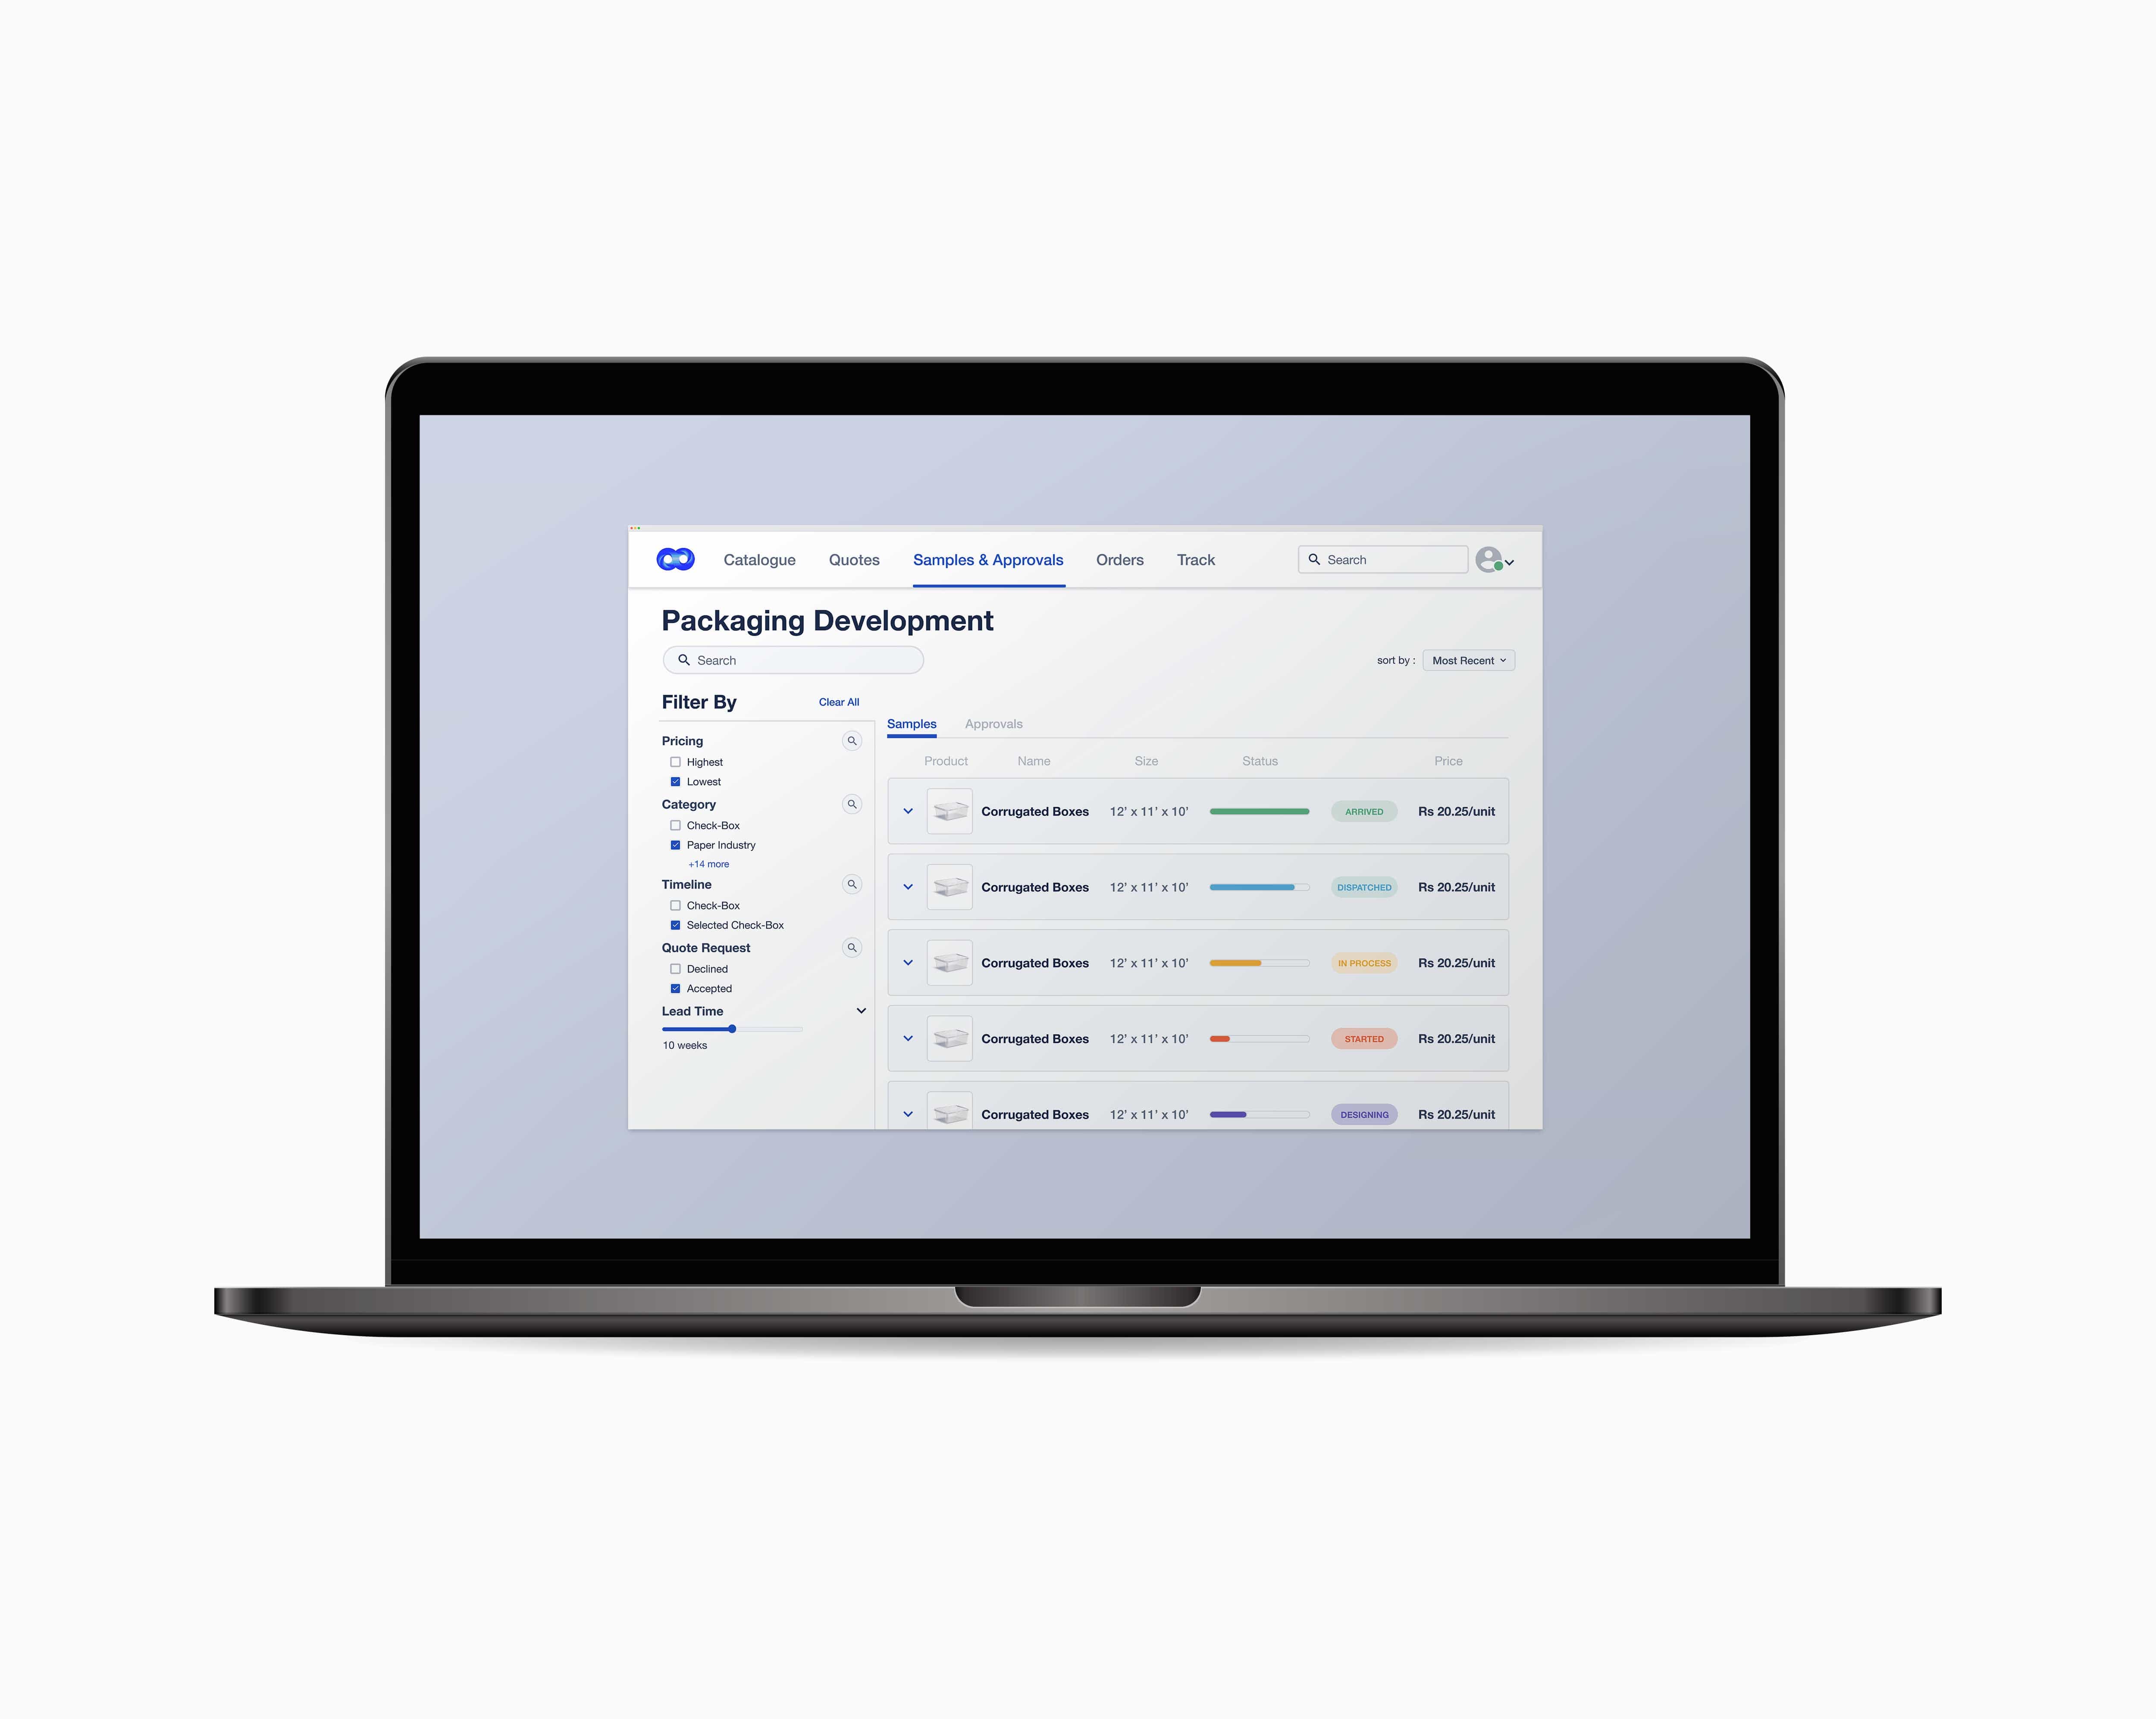 Catalogue Quotes Samples & Approvals Orders Track Search
Packaging Development
Search
sort by : Most Recent
Filter By Clear All
Samples Approvals
Pricing
Highest
Lowest
Category
Check-Box
Paper Industry
+14 more
Timeline
Check-Box
Selected Check-Box
Quote Request
Declined
Accepted
Lead Time
10 weeks
Product Name Size Status Price
Corrugated Boxes 12’ x 11’ x 10’ ARRIVED Rs 20.25/unit
Corrugated Boxes 12’ x 11’ x 10’ DISPATCHED Rs 20.25/unit
Corrugated Boxes 12’ x 11’ x 10’ IN PROCESS Rs 20.25/unit
Corrugated Boxes 12’ x 11’ x 10’ STARTED Rs 20.25/unit
Corrugated Boxes 12’ x 11’ x 10’ DESIGNING Rs 20.25/unit